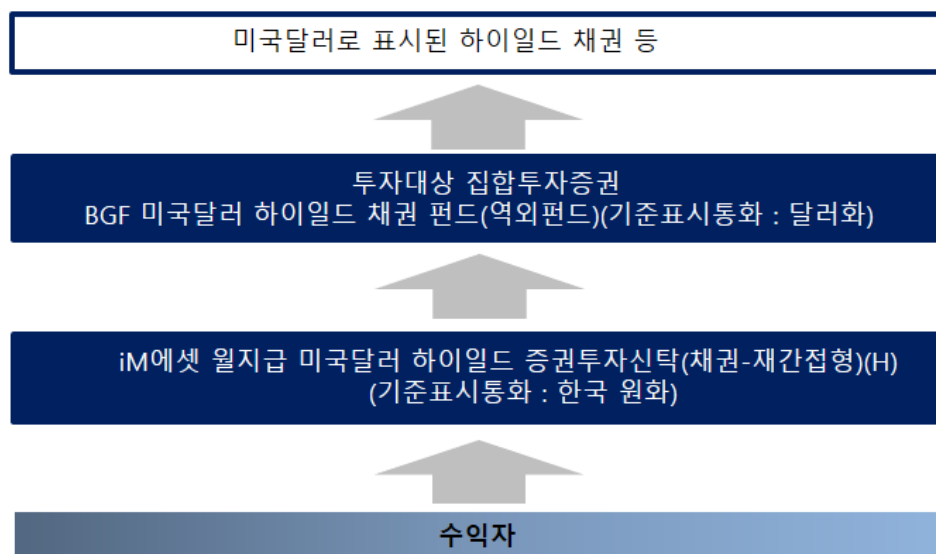 미국달러로 표시된 하이일드 채권 등
투자대상 집합투자증권
BGF 미국달러 하이일드 채권 펀드(역외펀드)(기준표시통화 : 달러화)
iM에셋 월지급 미국달러 하이일드 증권투자신탁(채권-재간접형)(H)
(기준표시통화 : 한국 원화)
수익자